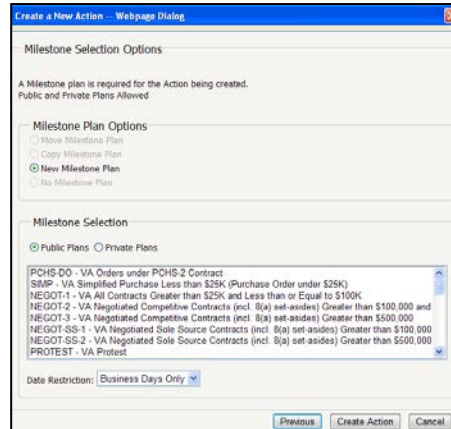 Create a New Action -- Webpage Dialog
Milestone Selection Options
A Milestone plan is required for the Action being created.
Public and Private Plans Allowed
Milestone Plan Options
Move Milestone Plan
Copy Milestone Plan
New Milestone Plan
No Milestone Plan
Milestone Selection
Public Plans Private Plans
PCHS-DO - VA Orders under PCHS-2 Contract
SIMP - VA Simplified Purchase Less than $25K (Purchase Order under $25K)
NEGOT-1 - VA All Contracts Greater than $25K and Less than or Equal to $100K
NEGOT-2 - VA Negotiated Competitive Contracts (incl. 8(a) set-asides) Greater than $100,000 and
NEGOT-3 - VA Negotiated Competitive Contracts (incl. 8(a) set-asides) Greater than $500,000
NEGOT-SS-1 - VA Negotiated Sole Source Contracts (incl. 8(a) set-asides) Greater than $100,000
NEGOT-SS-2 - VA Negotiated Sole Source Contracts (incl. 8(a) set-asides) Greater than $500,000
PROTEST - VA Protest
Date Restriction: Business Days Only
Previous Create Action Cancel